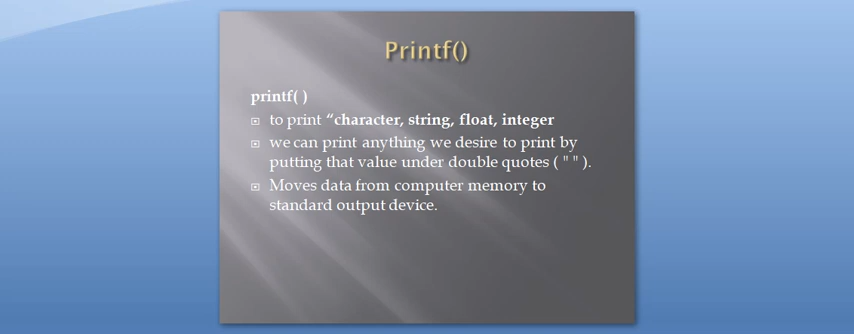 Printf()
printf( )
to print “character, string, float, integer
we can print anything we desire to print by
putting that value under double quotes ( " " ).
Moves data from computer memory to
standard output device.